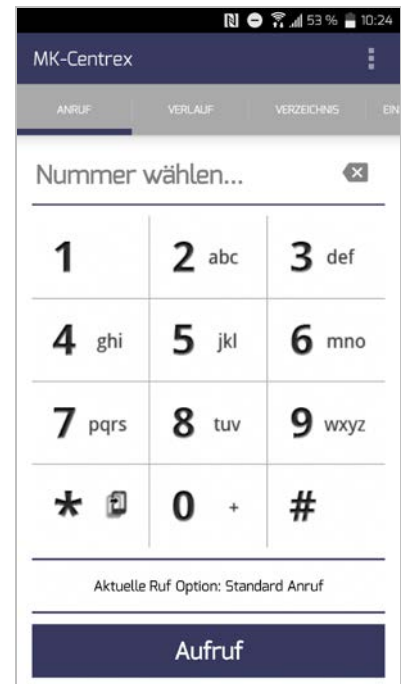 53 % 10:24
MK-Centrex
ANRUF VERLAUF VERZEICHNIS EIN
Nummer wählen...
1 2 abc 3 def
4 ghi 5 jkl 6 mno
7 pqrs 8 tuv 9 wxyz
* 0 + #
Aktuelle Ruf Option: Standard Anruf
Aufruf